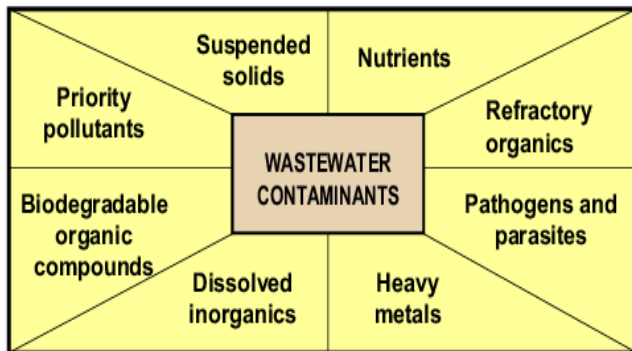 Suspended
solids
Nutrients
Priority
pollutants
Refractory
organics
WASTEWATER
CONTAMINANTS
Biodegradable
organic
compounds
Pathogens and
parasites
Dissolved
inorganics
Heavy
metals